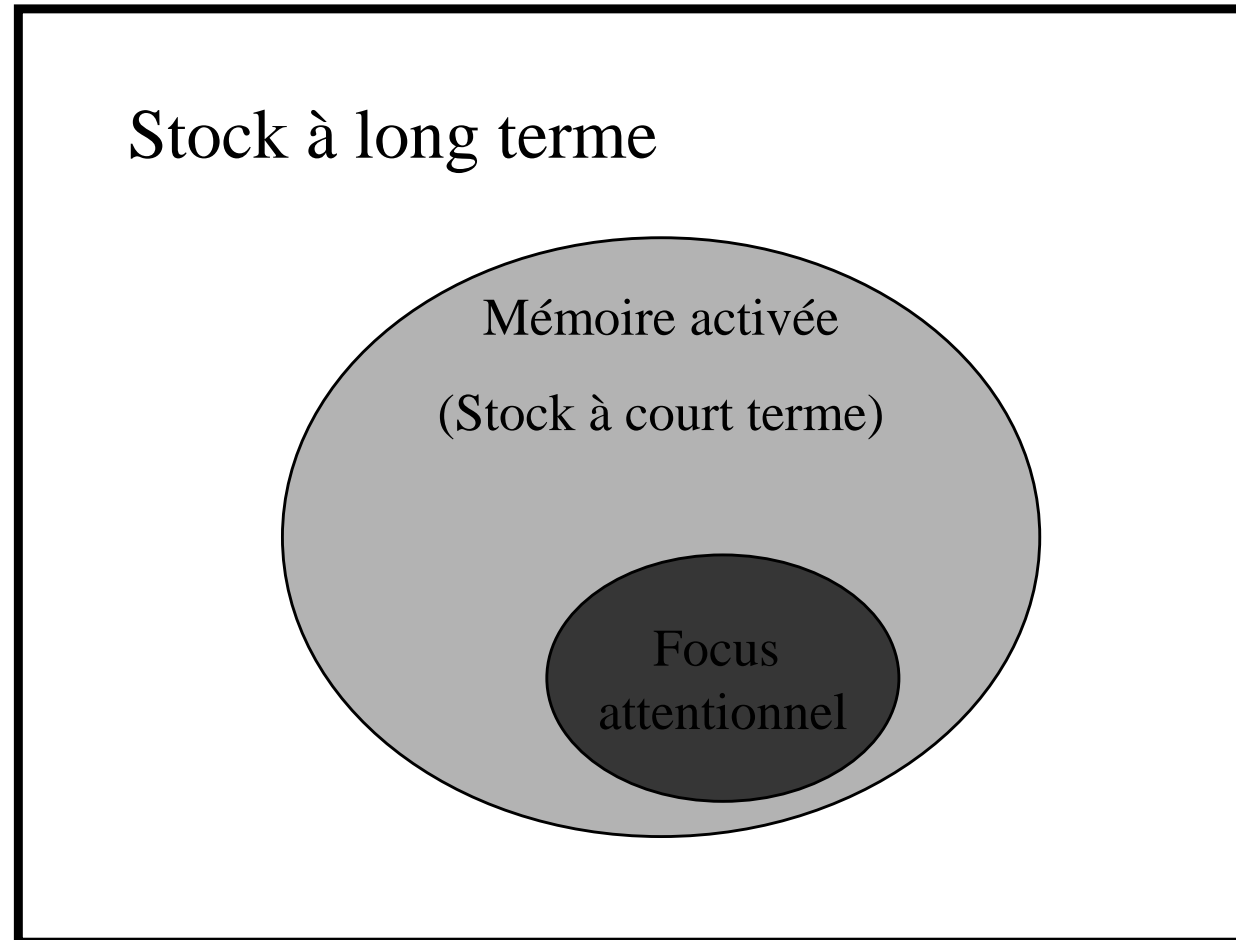 Stock à long terme
Mémoire activée
(Stock à court terme)
Focus
attentionnel